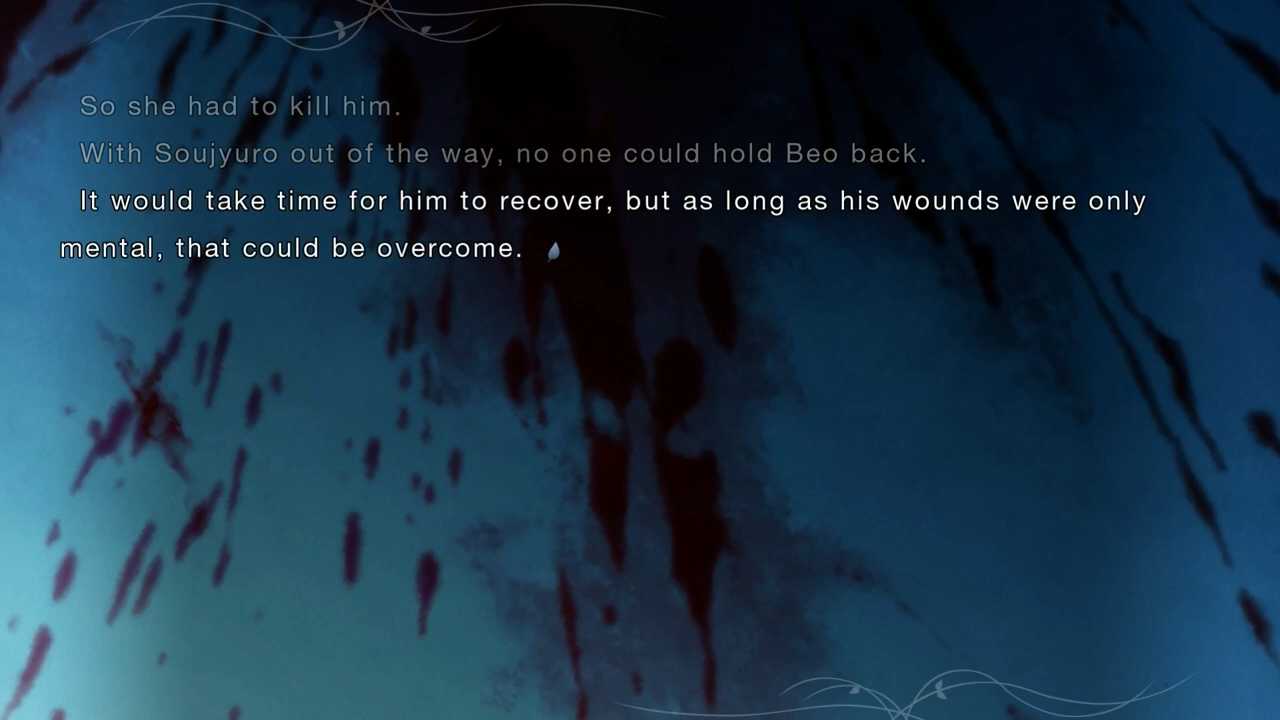 So she had to kill him.
With Soujyuro out of the way, no one could hold Beo back.
It would take time for him to recover, but as long as his wounds were only
mental, that could be overcome.